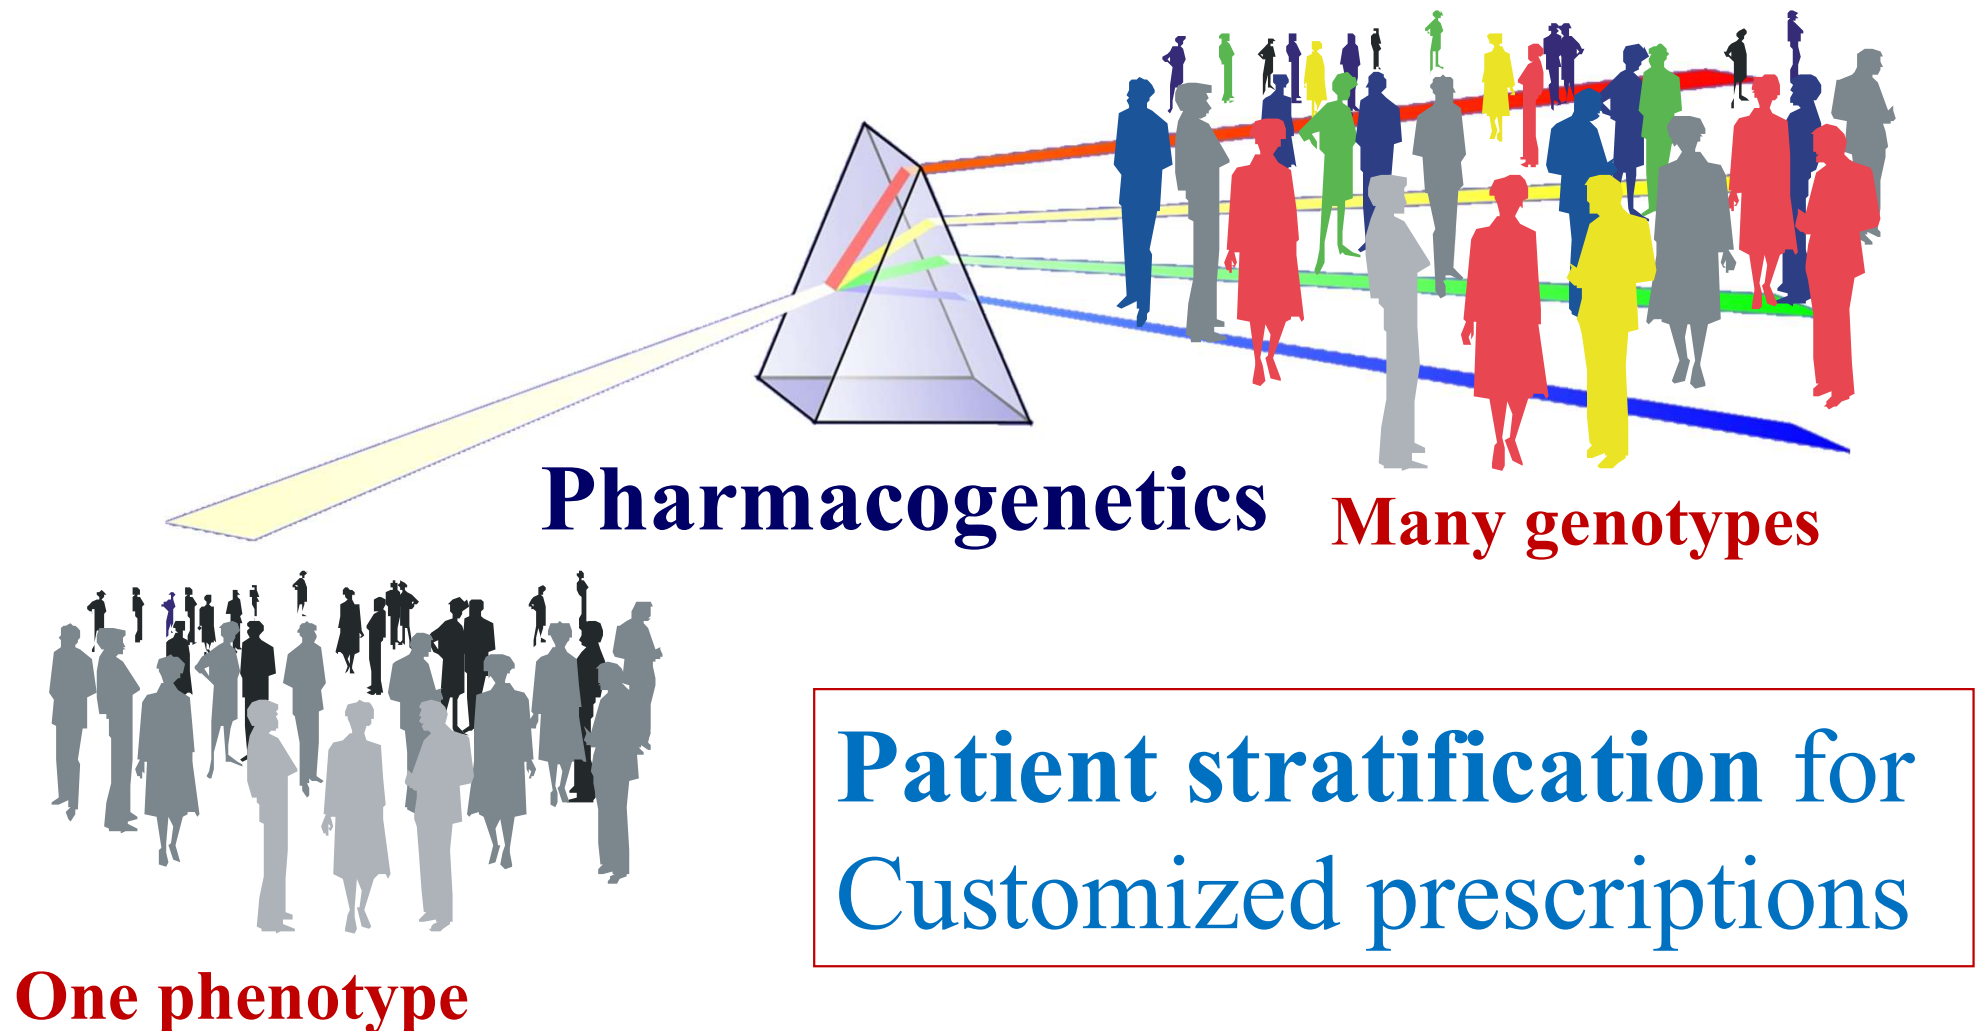 Pharmacogenetics
Many genotypes
One phenotype
Patient stratification for
Customized prescriptions